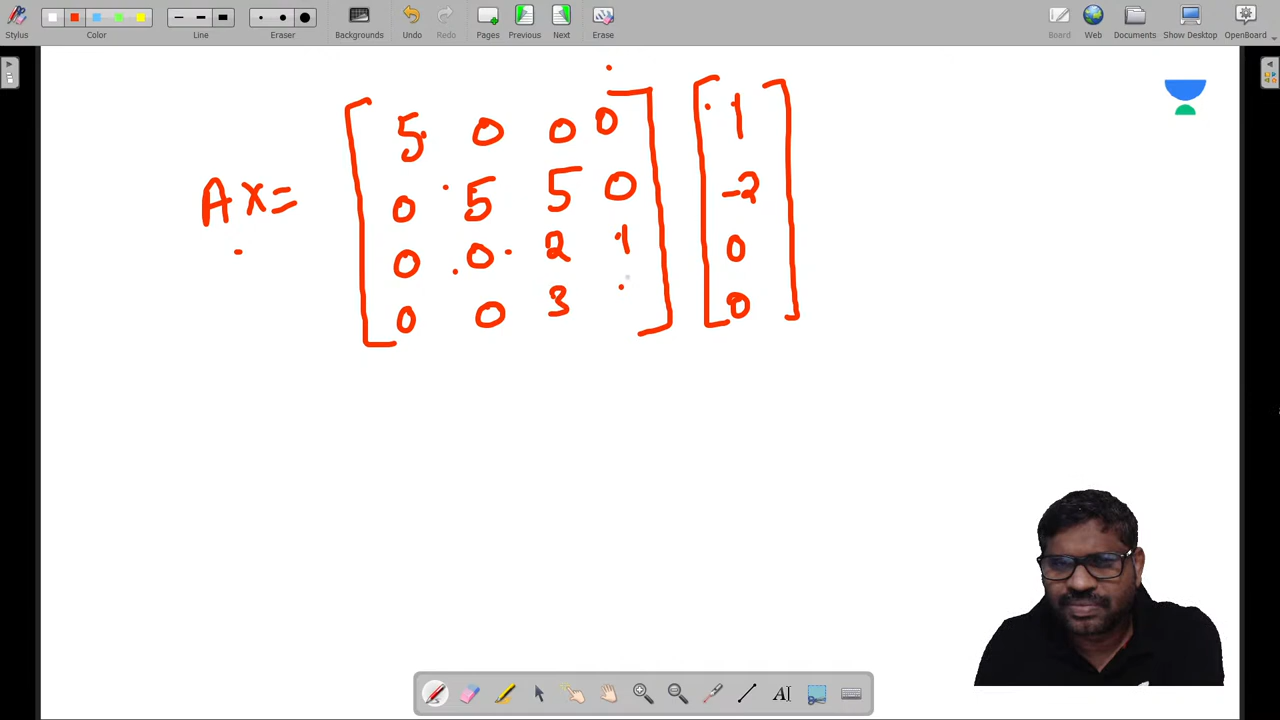 Stylus Color Line Eraser Backgrounds Undo Redo Pages Previous Next Erase Board Web Documents Show Desktop OpenBoard
5 0 0 0 1
Ax= 0 5 5 0 -2
0 0 2 1 0
0 0 3 0
AI